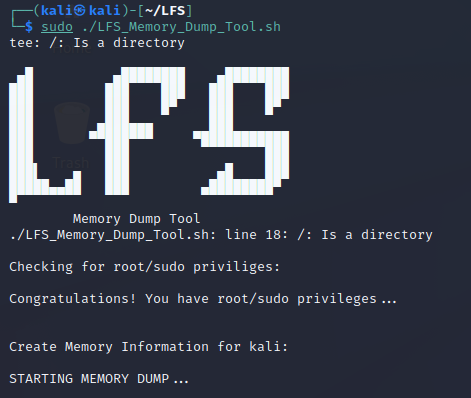 ┌──(kali㉿kali)-[~/LFS]
└─$ sudo ./LFS_Memory_Dump_Tool.sh
tee: /: Is a directory
LFS
Trash
Memory Dump Tool
./LFS_Memory_Dump_Tool.sh: line 18: /: Is a directory
Checking for root/sudo priviliges:
Congratulations! You have root/sudo privileges...
Create Memory Information for kali:
STARTING MEMORY DUMP...